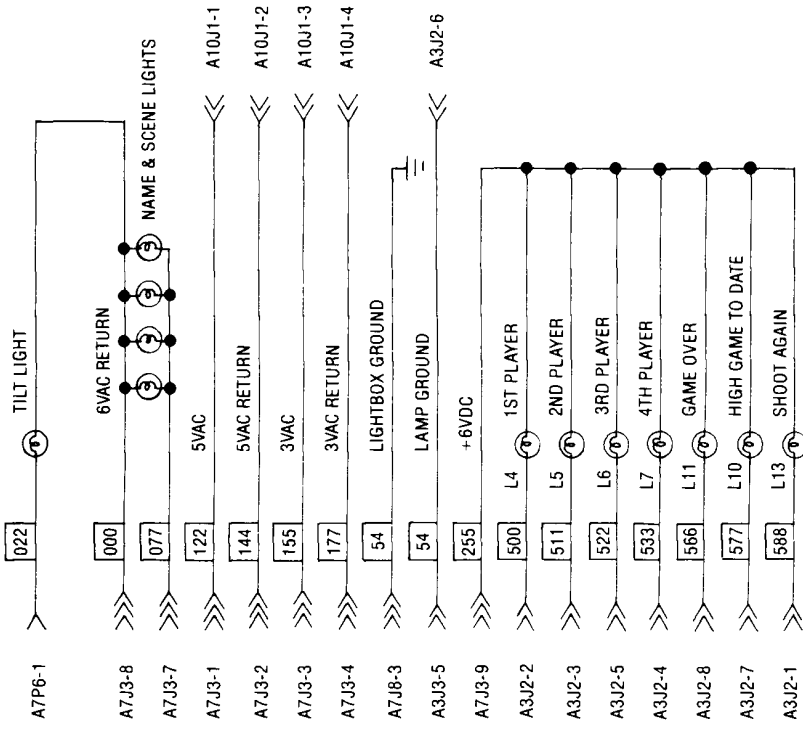 A7P6-1 022 TILT LIGHT
A7J3-8 000 6VAC RETURN
A7J3-7 077 NAME & SCENE LIGHTS
A7J3-1 122 5VAC A10J1-1
A7J3-2 144 5VAC RETURN A10J1-2
A7J3-3 155 3VAC A10J1-3
A7J3-4 177 3VAC RETURN A10J1-4
A7J8-3 54 LIGHTBOX GROUND
A3J3-5 54 LAMP GROUND A3J2-6
A7J3-9 255 +6VDC
A3J2-2 500 L4 1ST PLAYER
A3J2-3 511 L5 2ND PLAYER
A3J2-5 522 L6 3RD PLAYER
A3J2-4 533 L7 4TH PLAYER
A3J2-8 566 L11 GAME OVER
A3J2-7 577 L10 HIGH GAME TO DATE
A3J2-1 588 L13 SHOOT AGAIN